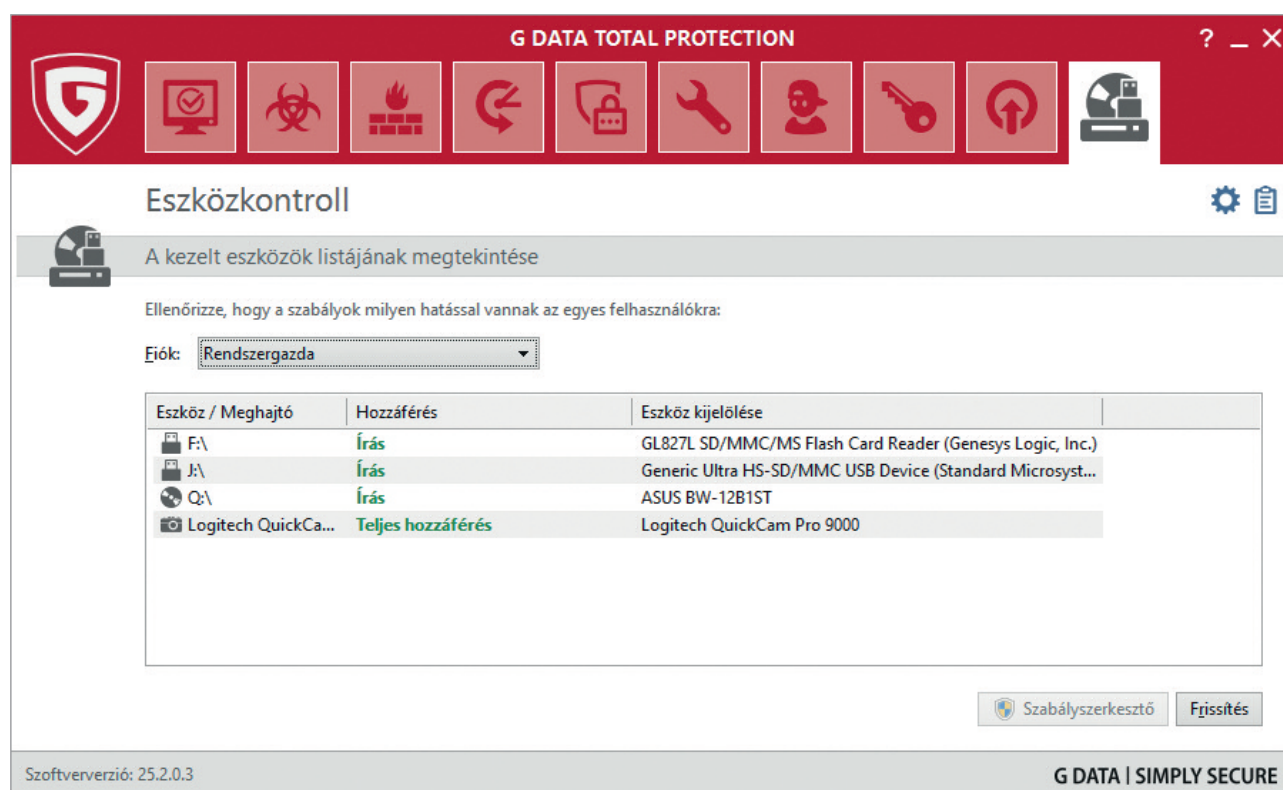 G DATA TOTAL PROTECTION
Eszközkontroll
A kezelt eszközök listájának megtekintése
Ellenőrizze, hogy a szabályok milyen hatással vannak az egyes felhasználókra:
Fiók: Rendszergazda
Eszköz / Meghajtó Hozzáférés Eszköz kijelölése
F:\ Írás GL827L SD/MMC/MS Flash Card Reader (Genesys Logic, Inc.)
J:\ Írás Generic Ultra HS-SD/MMC USB Device (Standard Microsyst...
Q:\ Írás ASUS BW-12B1ST
Logitech QuickCa... Teljes hozzáférés Logitech QuickCam Pro 9000
Szabályszerkesztő Frissítés
Szoftververzió: 25.2.0.3 G DATA | SIMPLY SECURE